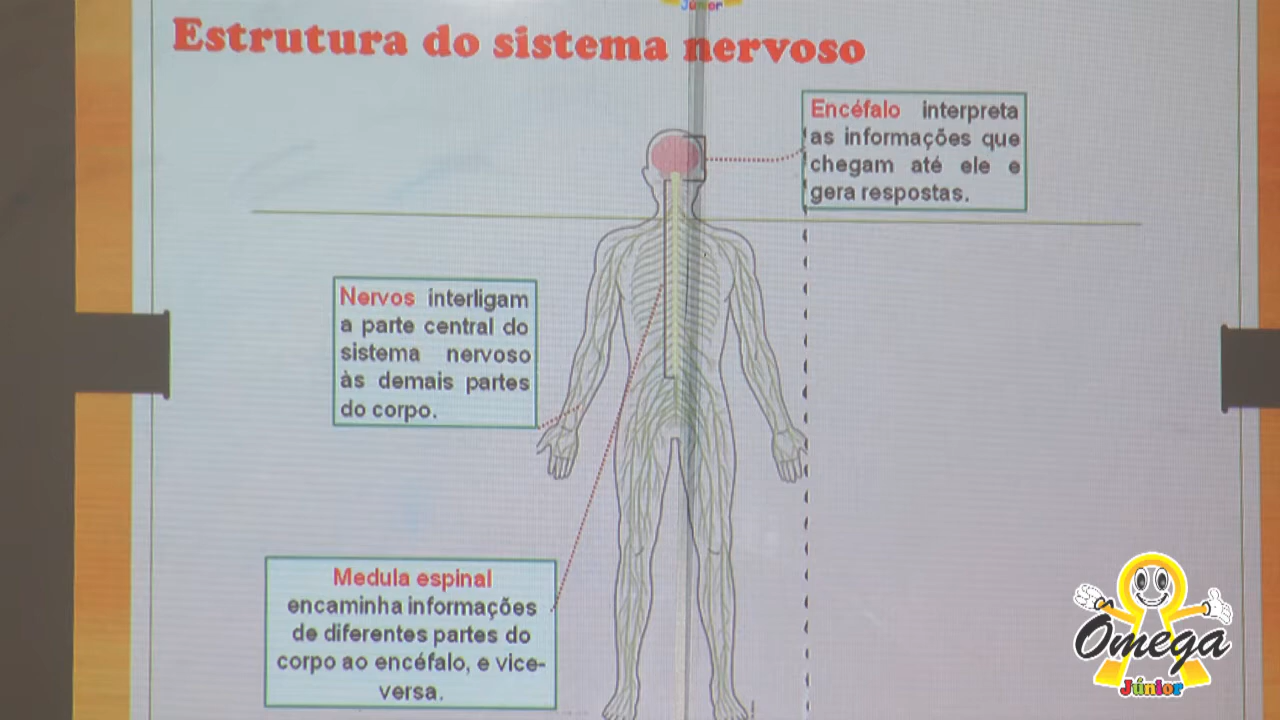 Júnior
Estrutura do sistema nervoso
Encéfalo interpreta
as informações que
chegam até ele e
gera respostas.
Nervos interligam
a parte central do
sistema nervoso
às demais partes
do corpo.
Medula espinal
encaminha informações
de diferentes partes do
corpo ao encéfalo, e vice-
versa.
Ômega
Júnior